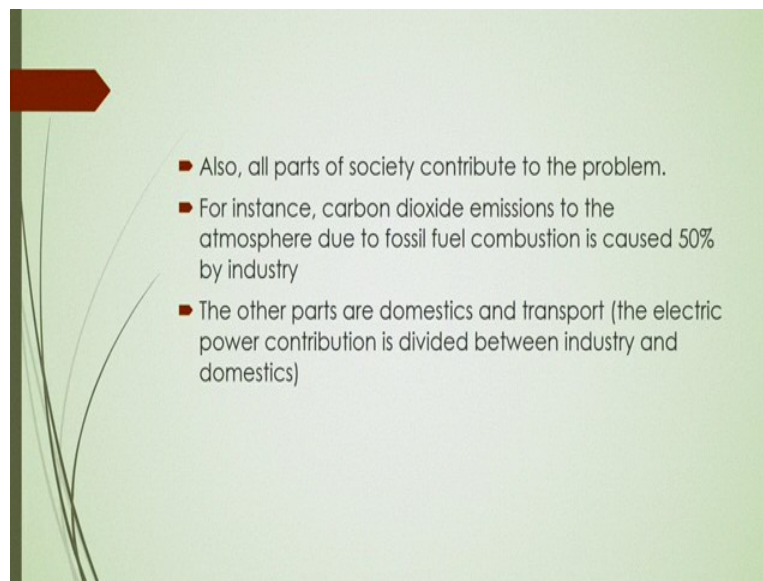 Also, all parts of society contribute to the problem.
For instance, carbon dioxide emissions to the
atmosphere due to fossil fuel combustion is caused 50%
by industry
The other parts are domestics and transport (the electric
power contribution is divided between industry and
domestics)